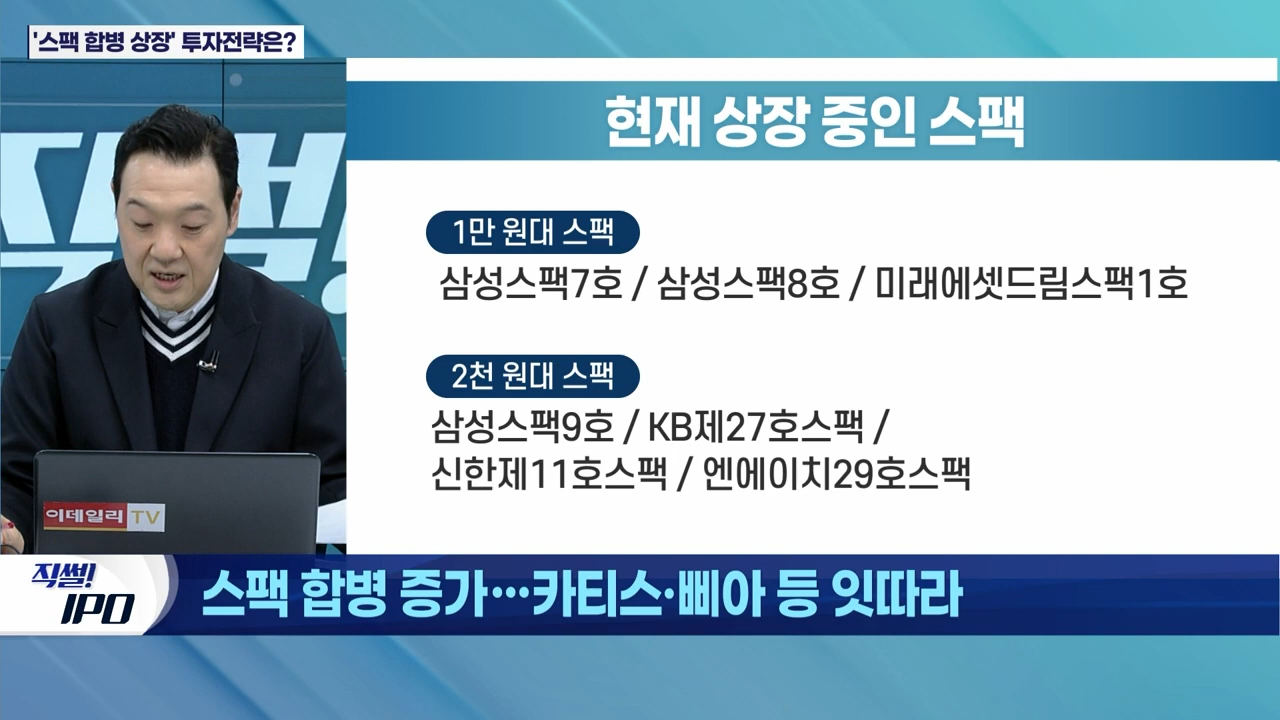 '스팩 합병 상장' 투자전략은?
현재 상장 중인 스팩
1만 원대 스팩
삼성스팩7호 / 삼성스팩8호 / 미래에셋드림스팩1호
2천 원대 스팩
삼성스팩9호 / KB제27호스팩 /
신한제11호스팩 / 엔에이치29호스팩
이데일리 TV
직썰!
IPO
스팩 합병 증가…카티스·삐아 등 잇따라